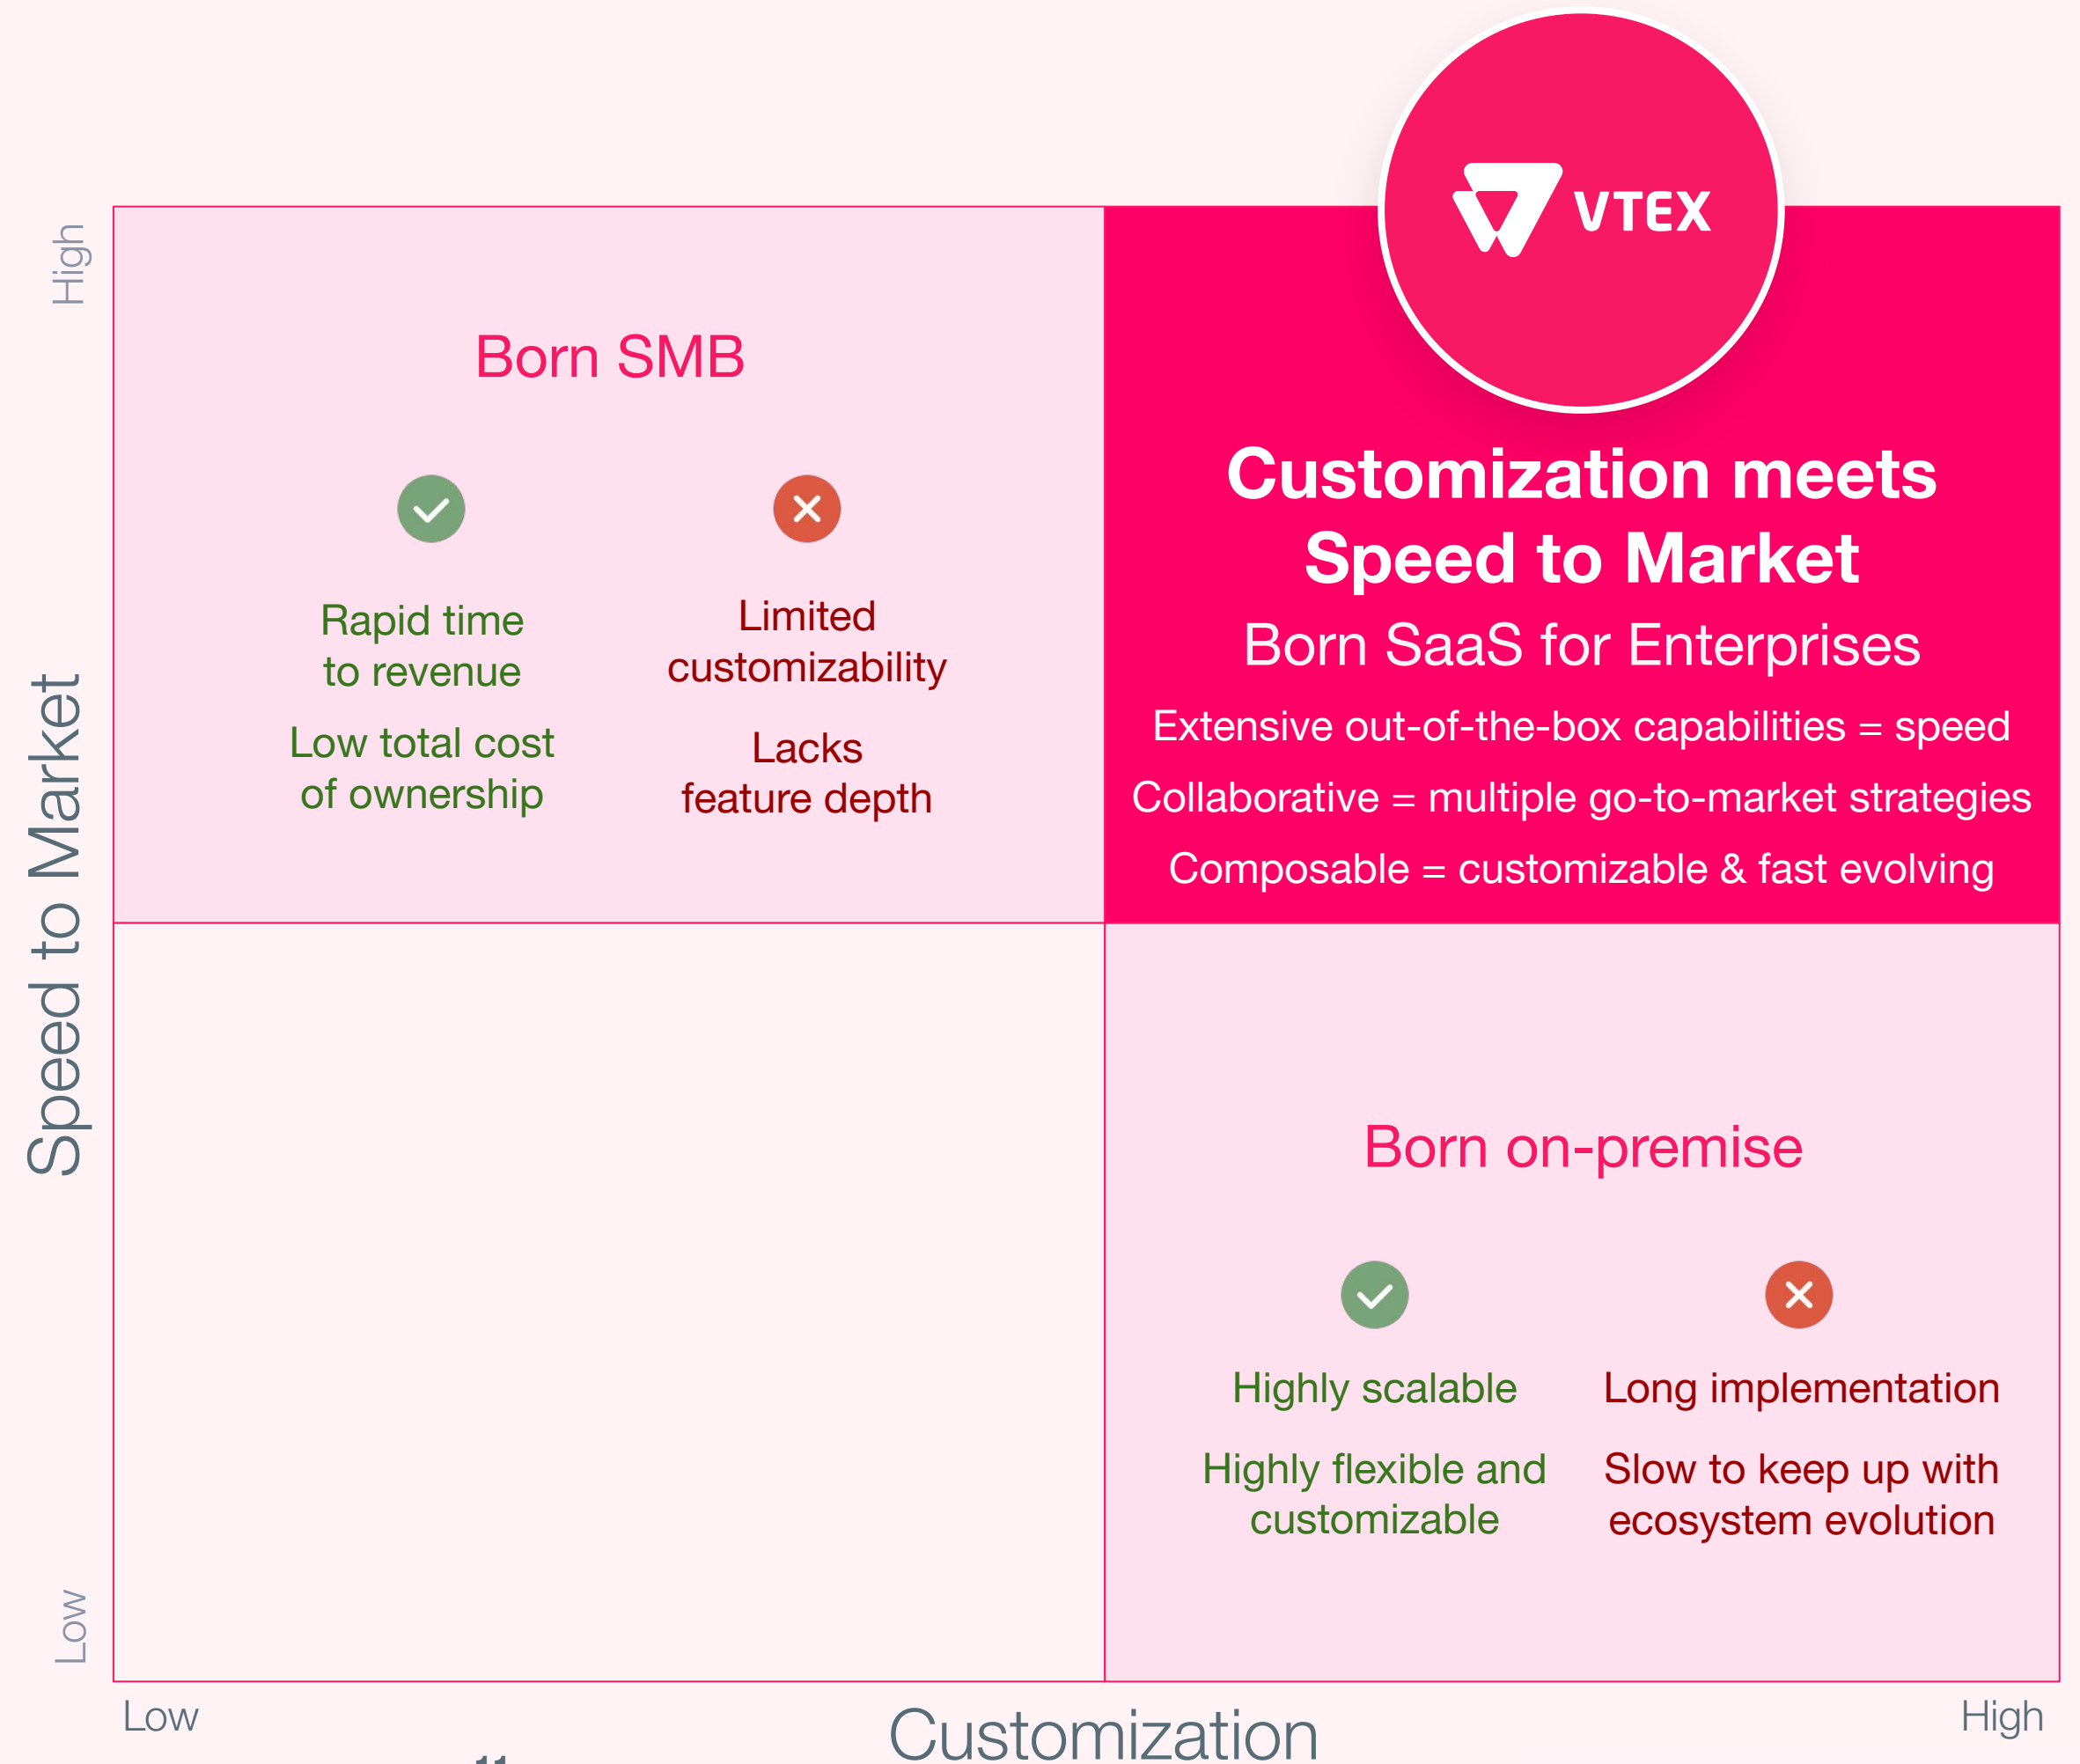 VTEX
High
Born SMB
Customization meets
Speed to Market
Born SaaS for Enterprises
Rapid time
to revenue
Limited
customizability
Low total cost
of ownership
Lacks
feature depth
Extensive out-of-the-box capabilities = speed
Collaborative = multiple go-to-market strategies
Composable = customizable & fast evolving
Speed to Market
Born on-premise
Highly scalable
Long implementation
Highly flexible and
customizable
Slow to keep up with
ecosystem evolution
Low
Low
Customization
High